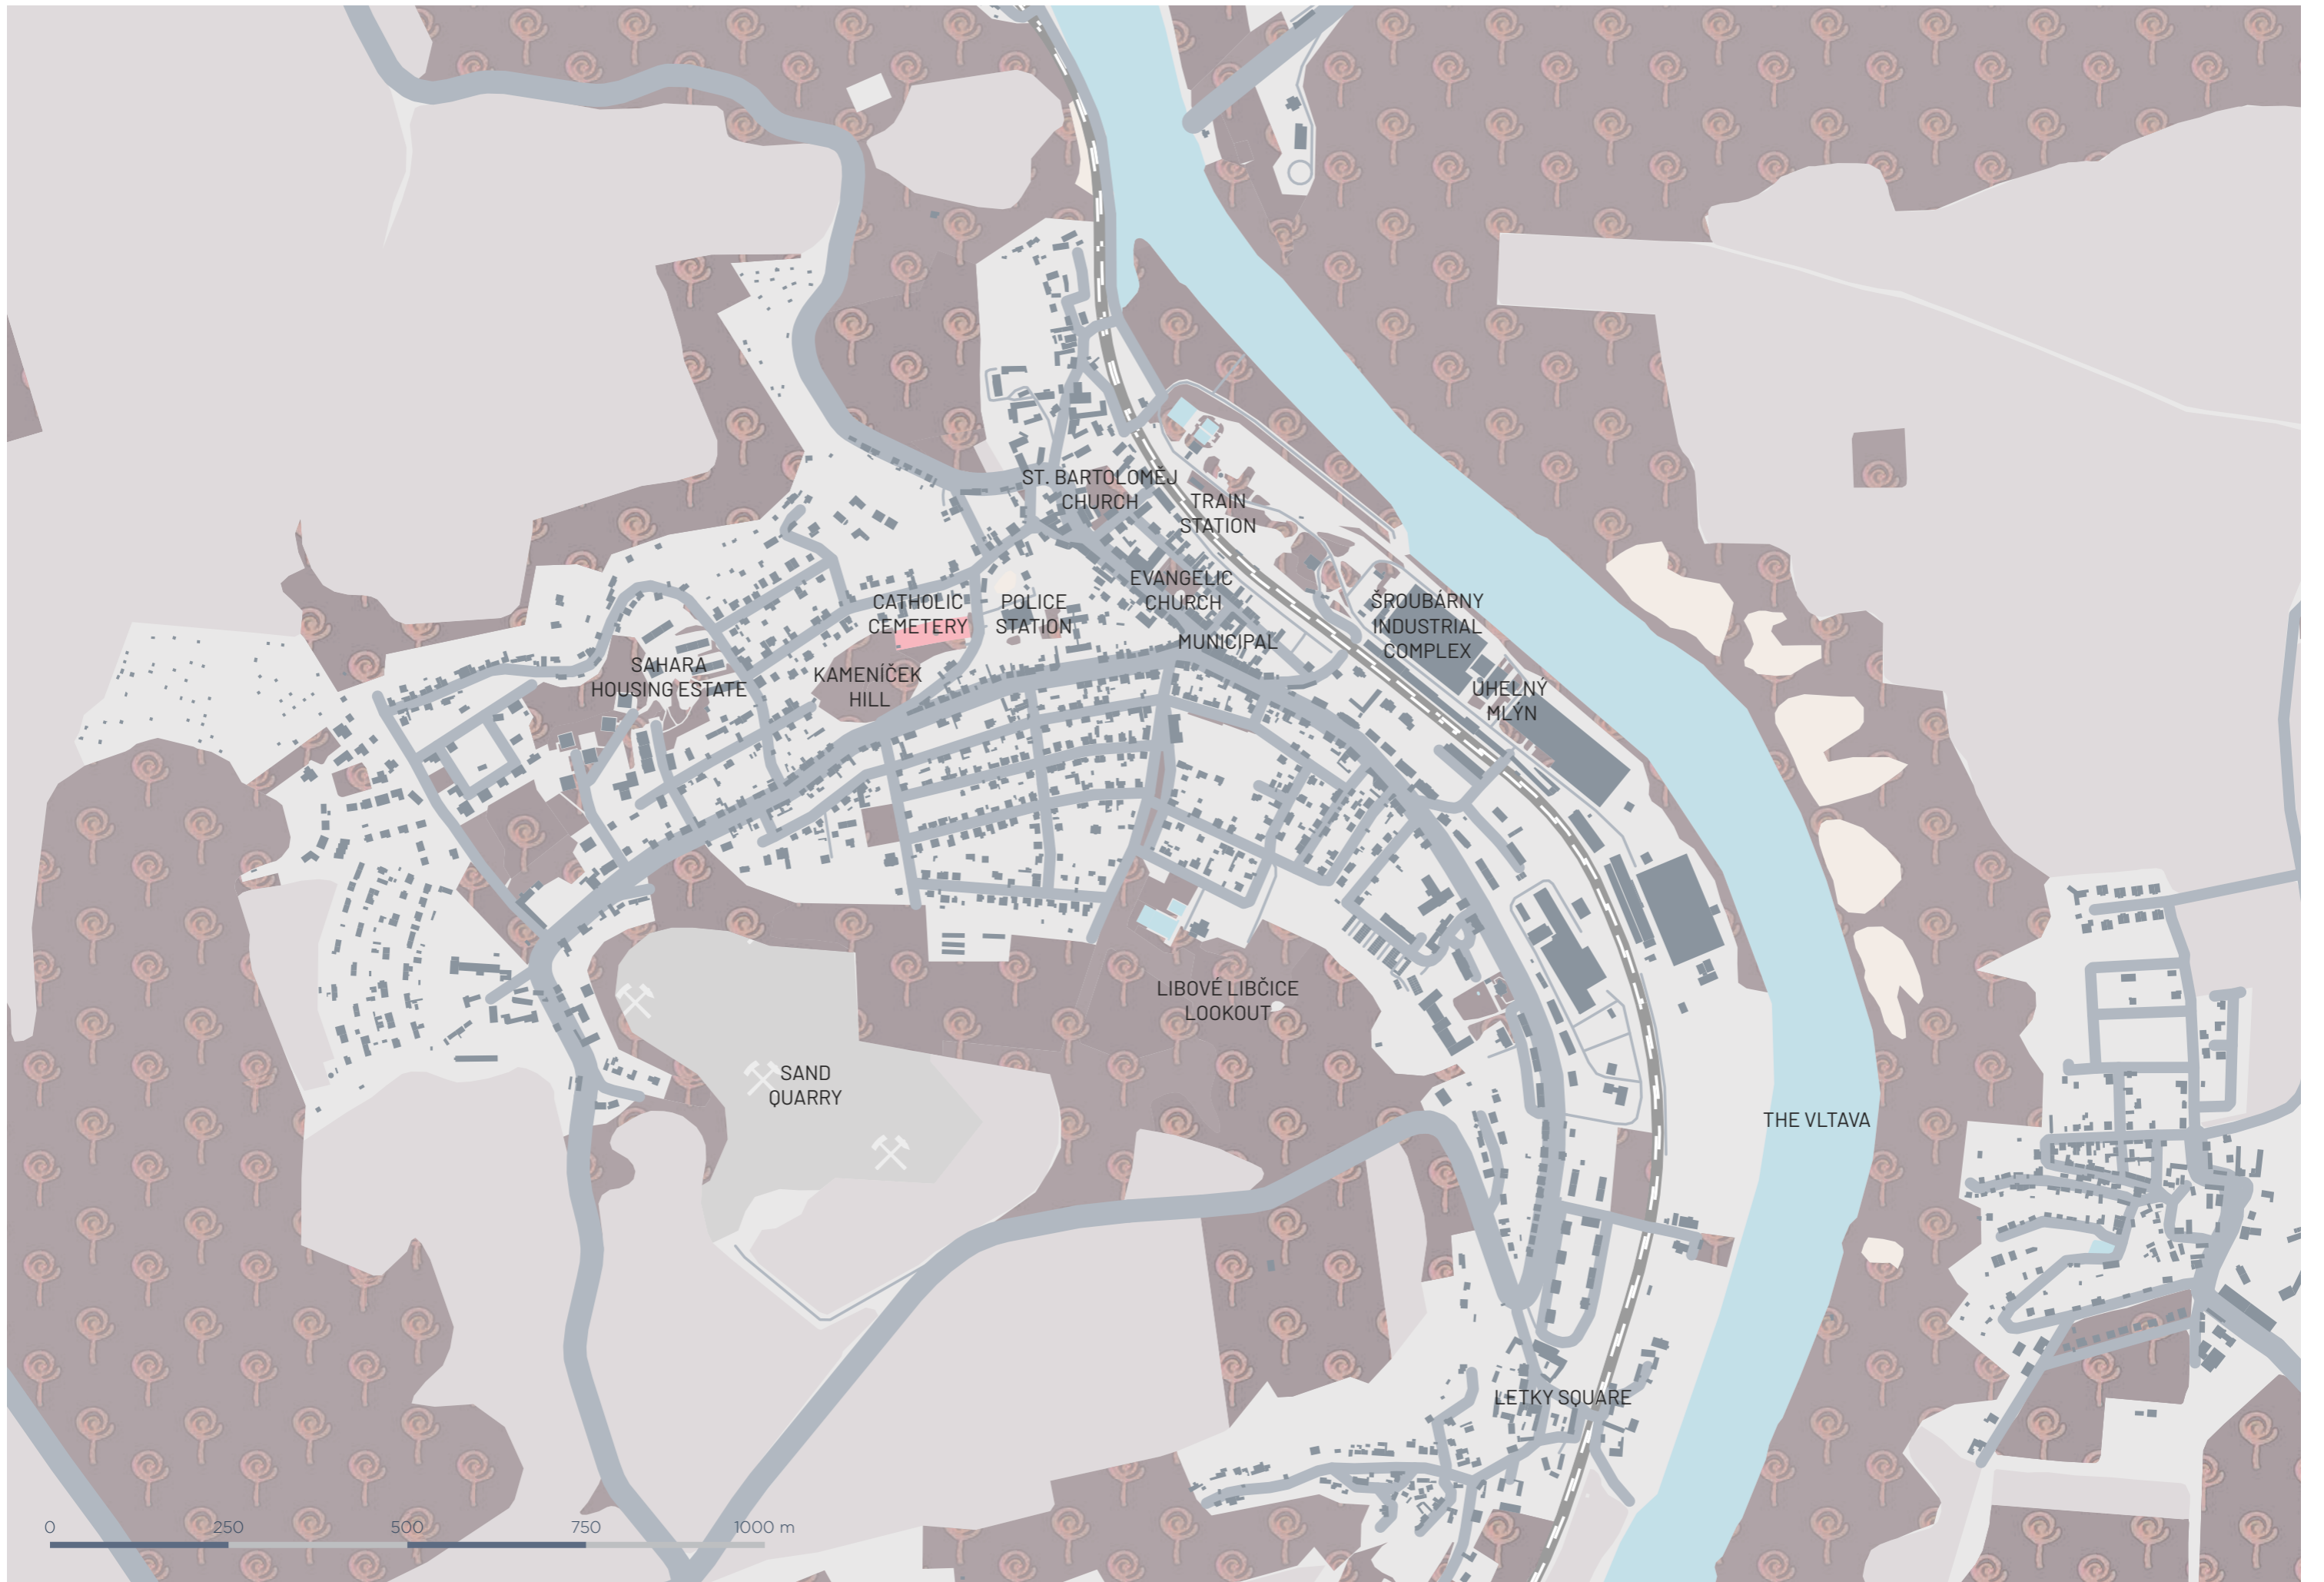 ST. BARTOLOMĚJ
CHURCH
TRAIN
STATION
EVANGELIC
CHURCH
CATHOLIC
CEMETERY
POLICE
STATION
ŠROUBÁRNY
INDUSTRIAL
COMPLEX
MUNICIPAL
SAHARA
HOUSING ESTATE
KAMENÍČEK
HILL
UHELNÝ
MLÝN
LIBOVÉ LIBČICE
LOOKOUT
SAND
QUARRY
THE VLTAVA
LETKY SQUARE
0 250 500 750 1000 m